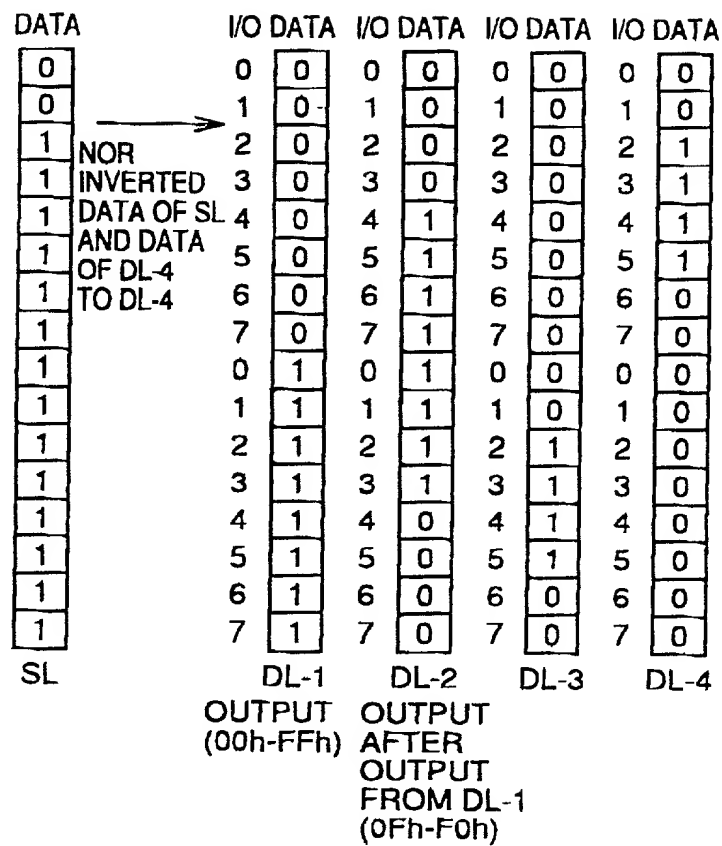 DATA I/O DATA I/O DATA I/O DATA I/O DATA
0 0 0 0 0 0 0 0 0
0 1 0 1 0 1 0 1 0
1 2 0 2 0 2 0 2 1
1 3 0 3 0 3 0 3 1
1 4 0 4 1 4 0 4 1
1 5 0 5 1 5 0 5 1
1 6 0 6 1 6 0 6 0
1 7 0 7 1 7 0 7 0
1 0 1 0 1 0 0 0 0
1 1 1 1 1 1 0 1 0
1 2 1 2 1 2 1 2 0
1 3 1 3 1 3 1 3 0
1 4 1 4 0 4 1 4 0
1 5 1 5 0 5 1 5 0
1 6 1 6 0 6 0 6 0
1 7 1 7 0 7 0 7 0
NOR
INVERTED
DATA OF SL
AND DATA
OF DL-4
TO DL-4
SL DL-1 DL-2 DL-3 DL-4
OUTPUT
(00h-FFh)
OUTPUT
AFTER
OUTPUT
FROM DL-1
(0Fh-F0h)